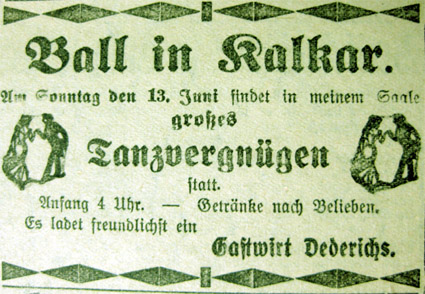 Ball in Kalkar.
Am Sonntag den 13. Juni findet in meinem Saale
großes
Tanzvergnügen
statt.
Anfang 4 Uhr. — Getränke nach Belieben.
Es ladet freundlichst ein
Gastwirt Dederichs.